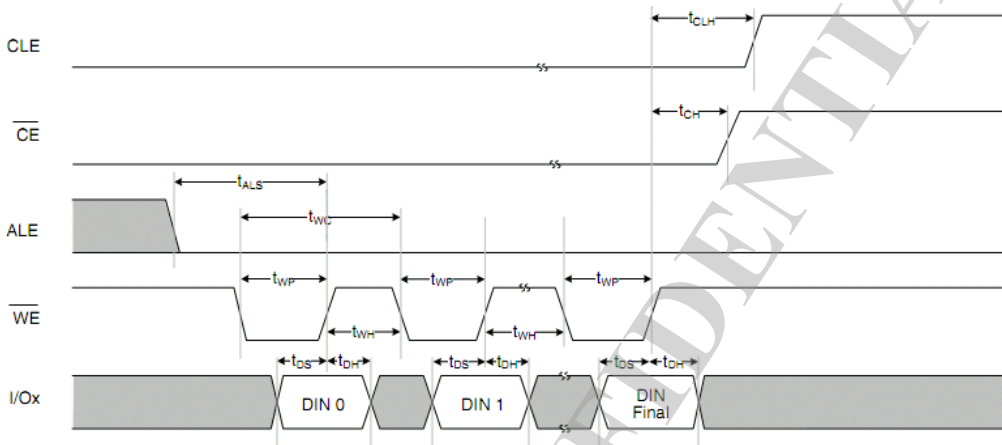 CLE
tCLH
CE
tCH
ALE
tALS
tWC
WE
tWP tWP tWP
tWH tWH
I/Ox
tDS tDH tDS tDH tDS tDH
DIN 0 DIN 1 DIN Final
FIDENTIA